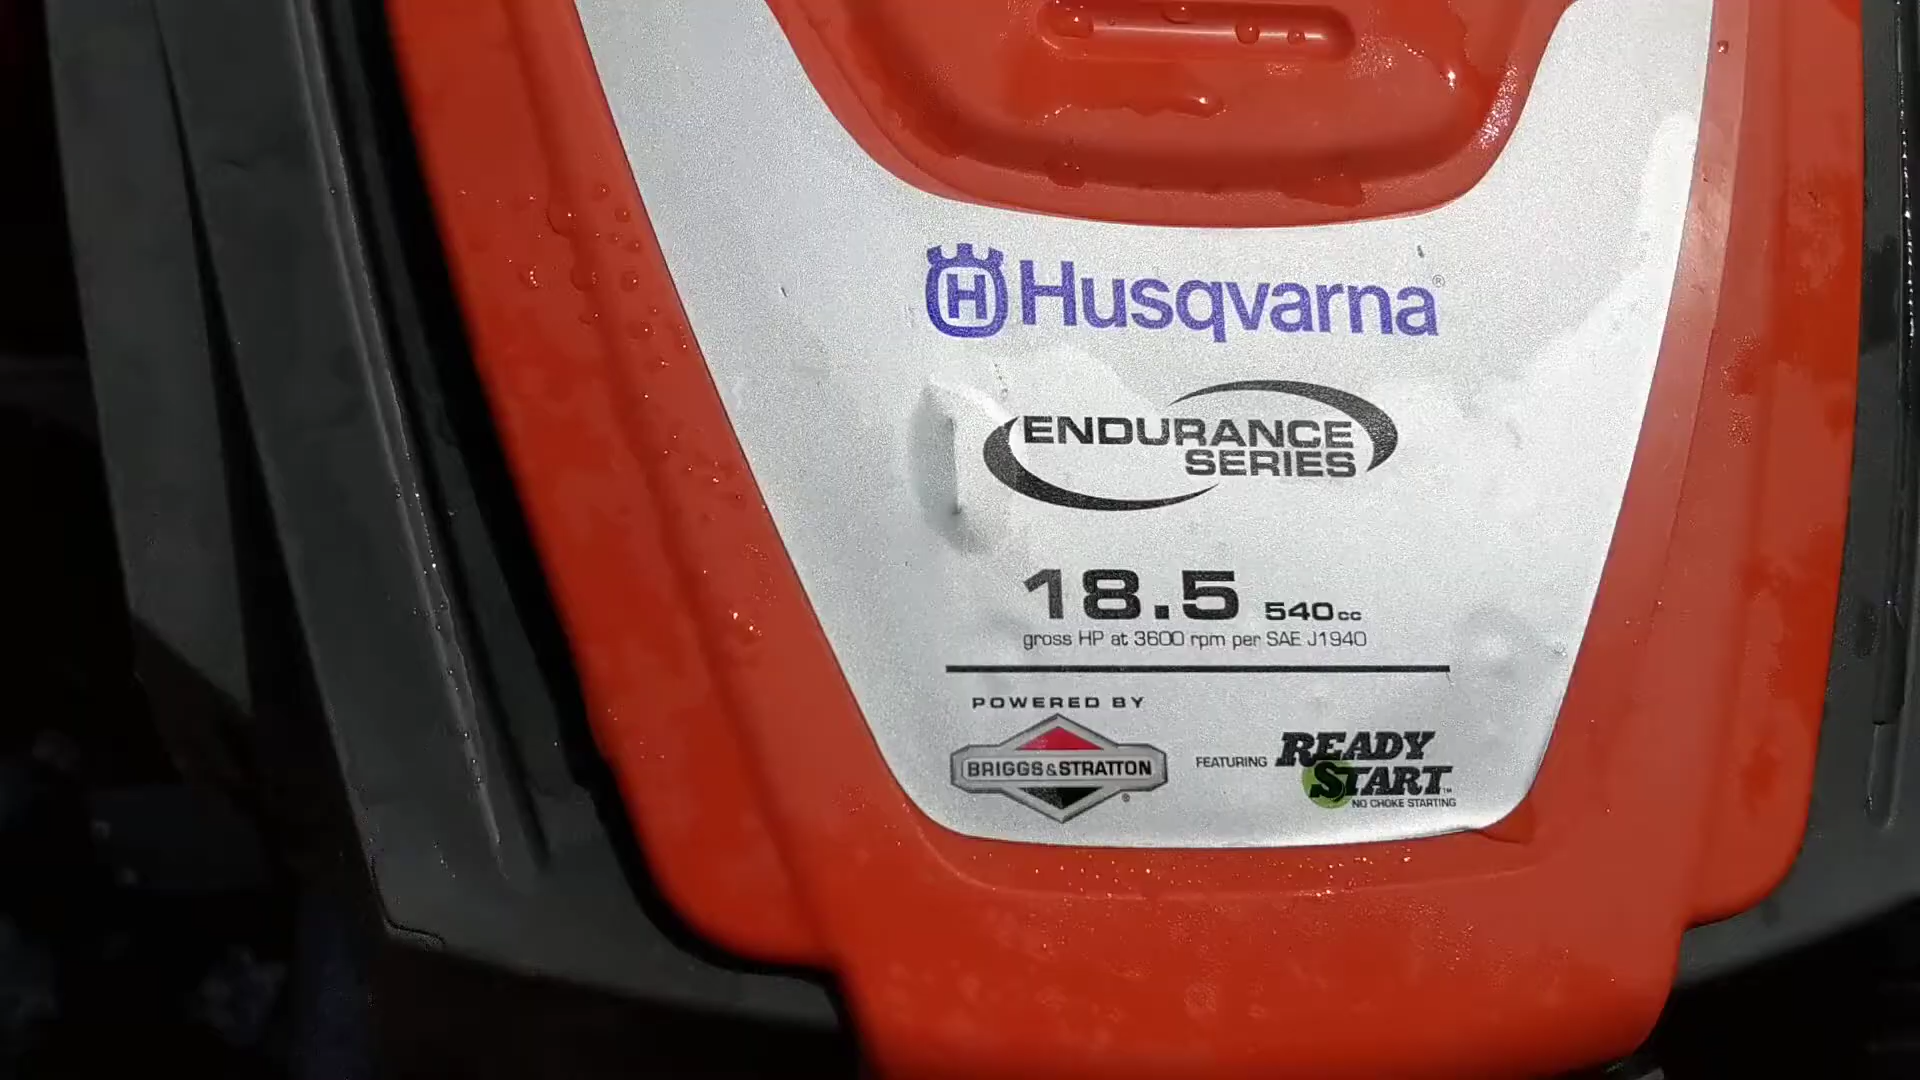 H Husqvarna®
ENDURANCE
SERIES
18.5 540cc
gross HP at 3600 rpm per SAE J1940
POWERED BY
BRIGGS&STRATTON®
FEATURING READY
START™
NO CHOKE STARTING